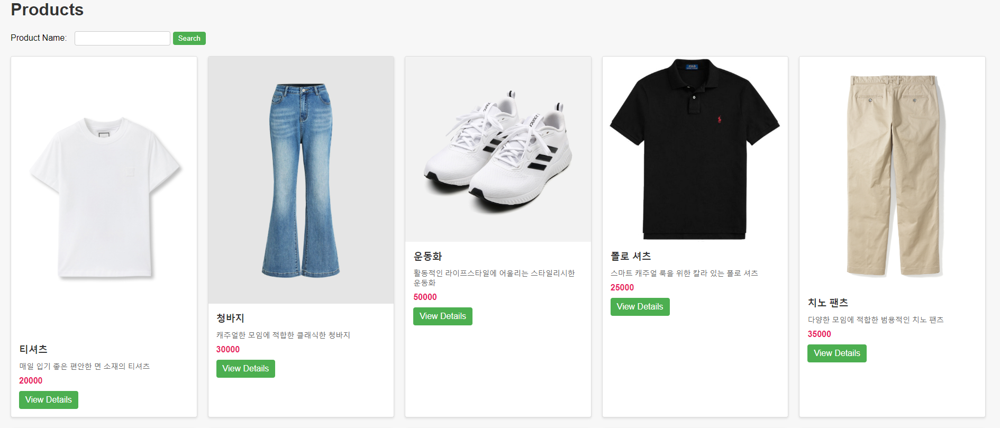 Products
Product Name:
Search
티셔츠
매일 입기 좋은 편안한 면 소재의 티셔츠
20000
View Details
청바지
캐주얼한 모임에 적합한 클래식한 청바지
30000
View Details
운동화
활동적인 라이프스타일에 어울리는 스타일리시한
운동화
50000
View Details
POLO
폴로 셔츠
스마트 캐주얼 룩을 위한 칼라 있는 폴로 셔츠
25000
View Details
치노 팬츠
다양한 모임에 적합한 범용적인 치노 팬츠
35000
View Details